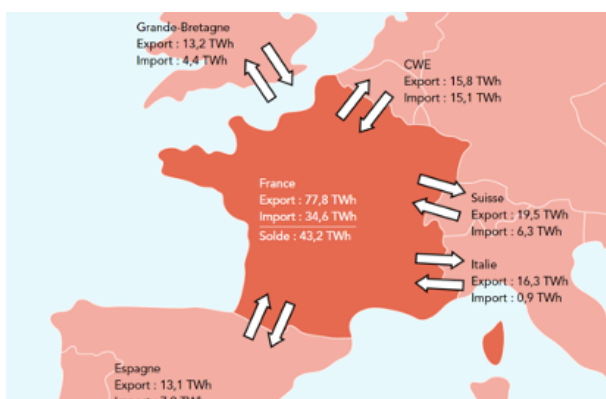 Grande-Bretagne
Export : 13,2 TWh
Import : 4,4 TWh
CWE
Export : 15,8 TWh
Import : 15,1 TWh
France
Export : 77,8 TWh
Import : 34,6 TWh
Solde : 43,2 TWh
Suisse
Export : 19,5 TWh
Import : 6,3 TWh
Italie
Export : 16,3 TWh
Import : 0,9 TWh
Espagne
Export : 13,1 TWh